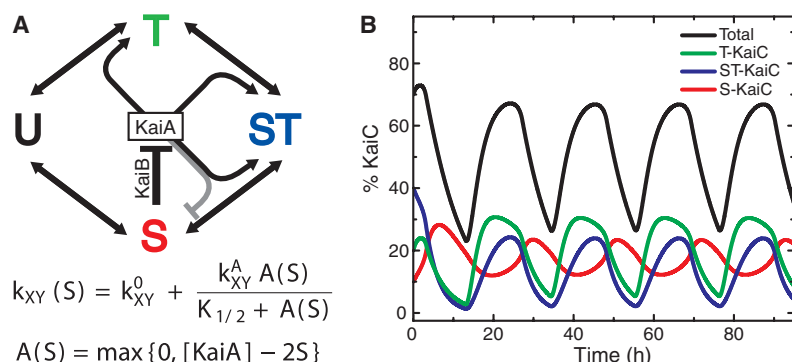 A
T
U
KaiA
ST
KaiB
S
k_XY (S) = k^0_XY + k^A_XY A(S) / K_1/2 + A(S)
A(S) = max {0, [KaiA] − 2S}
B
Total
T-KaiC
ST-KaiC
S-KaiC
% KaiC
80
60
40
20
0
0 20 40 60 80
Time (h)